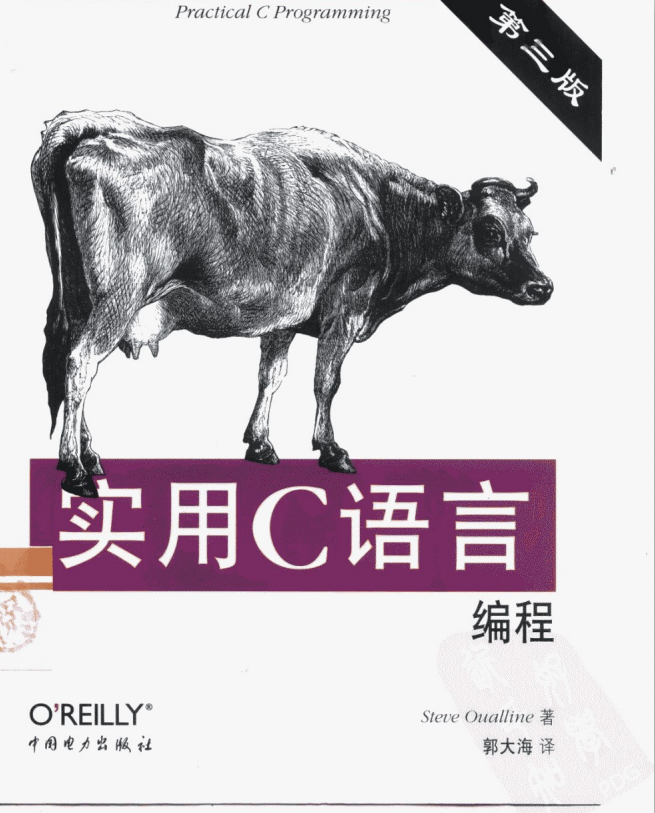 Practical C Programming
第三版
实用C语言
编程
O'REILLY®
Steve Oualline 著
中国电力出版社
郭大海 译
PDG